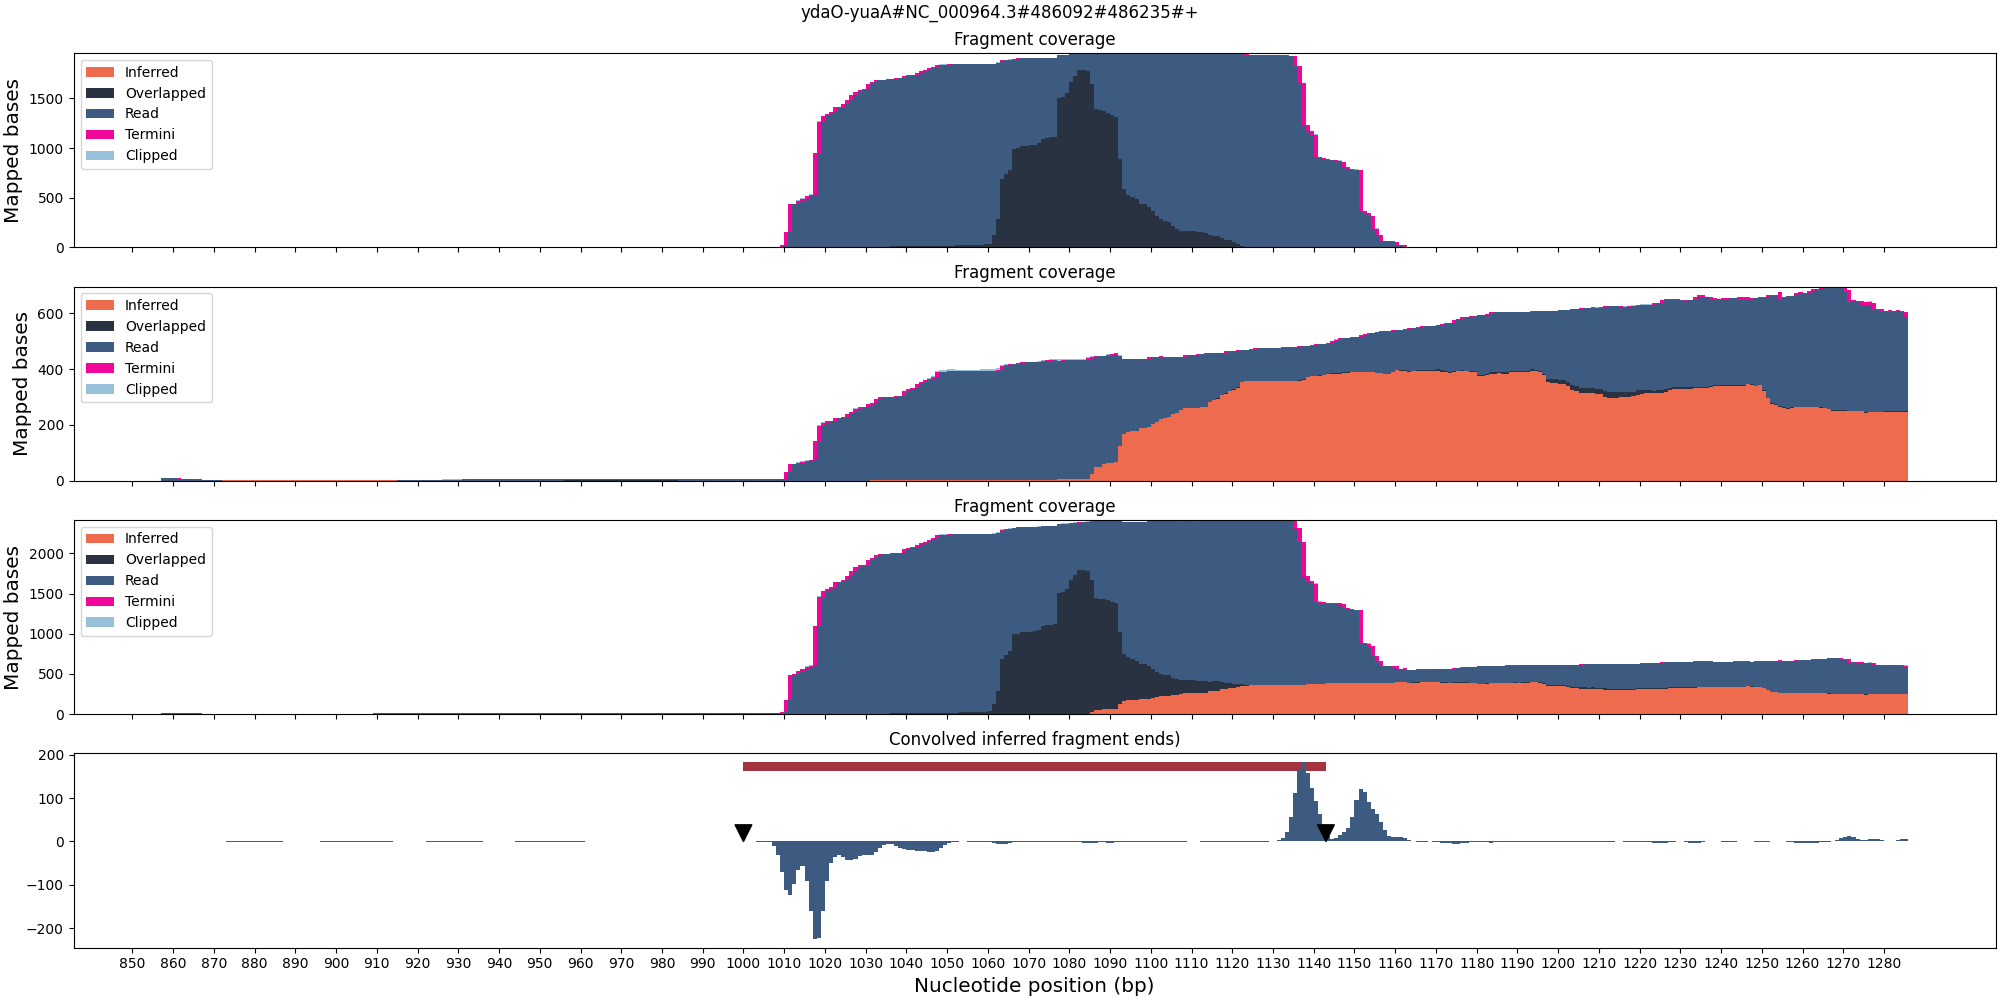 ydaO-yuaA#NC_000964.3#486092#486235#+
Fragment coverage
Mapped bases
1500
1000
500
0
Inferred
Overlapped
Read
Termini
Clipped
Fragment coverage
Mapped bases
600
400
200
0
Inferred
Overlapped
Read
Termini
Clipped
Fragment coverage
Mapped bases
2000
1500
1000
500
0
Inferred
Overlapped
Read
Termini
Clipped
Convolved inferred fragment ends)
200
100
0
−100
−200
850 860 870 880 890 900 910 920 930 940 950 960 970 980 990 1000 1010 1020 1030 1040 1050 1060 1070 1080 1090 1100 1110 1120 1130 1140 1150 1160 1170 1180 1190 1200 1210 1220 1230 1240 1250 1260 1270 1280
Nucleotide position (bp)